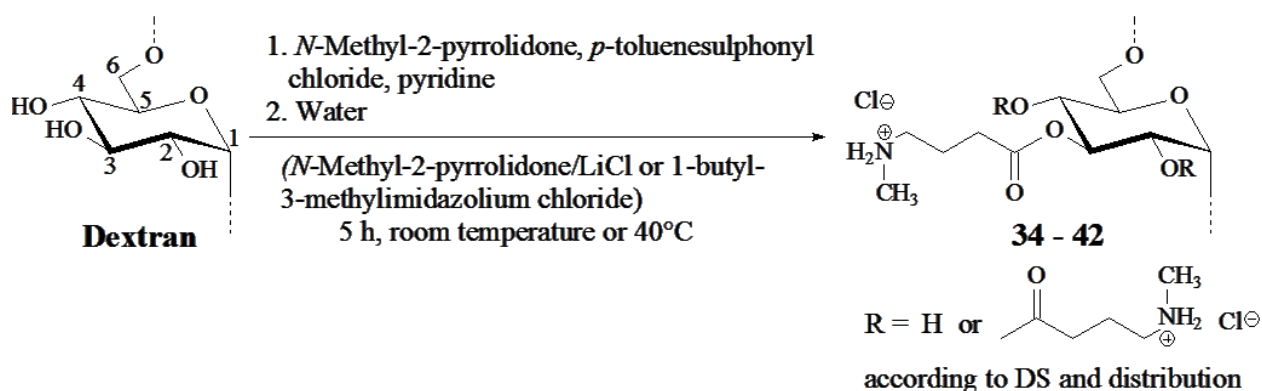 1. N-Methyl-2-pyrrolidone, p-toluenesulphonyl
chloride, pyridine
2. Water
(N-Methyl-2-pyrrolidone/LiCl or 1-butyl-
3-methylimidazolium chloride)
5 h, room temperature or 40°C
O
6
4
5
O
HO
HO
3
2
1
OH
Dextran
O
Cl⊖
RO
O
O
⊕
H₂N
CH₃
O
OR
34 - 42
O
CH₃
R = H or
NH₂ Cl⊖
⊕
according to DS and distribution